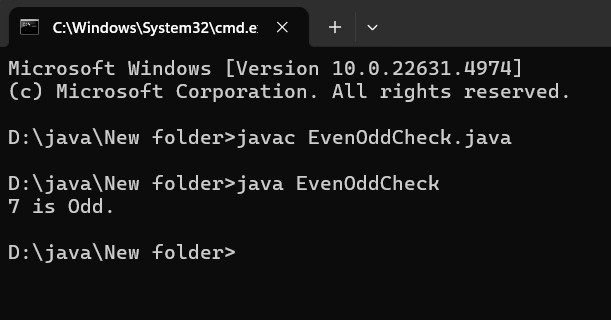 C:\Windows\System32\cmd.e
Microsoft Windows [Version 10.0.22631.4974]
(c) Microsoft Corporation. All rights reserved.
D:\java\New folder>javac EvenOddCheck.java
D:\java\New folder>java EvenOddCheck
7 is Odd.
D:\java\New folder>